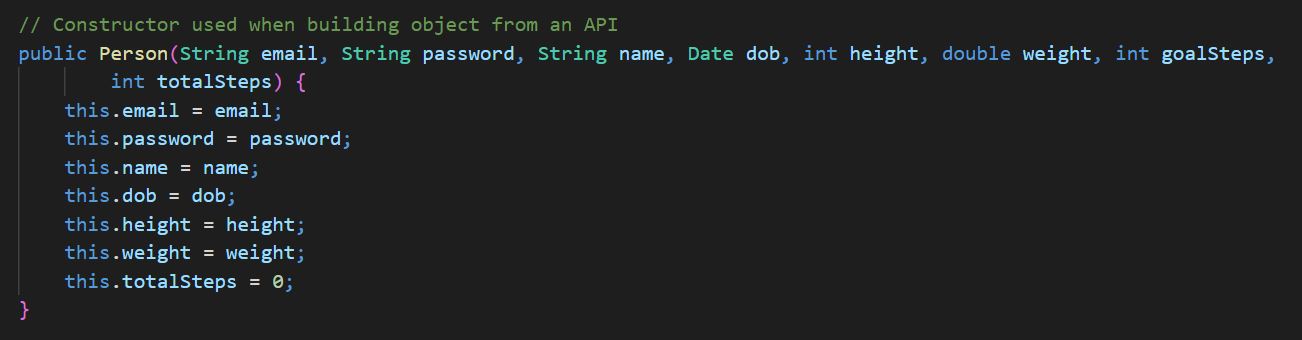 // Constructor used when building object from an API
public Person(String email, String password, String name, Date dob, int height, double weight, int goalSteps,
int totalSteps) {
this.email = email;
this.password = password;
this.name = name;
this.dob = dob;
this.height = height;
this.weight = weight;
this.totalSteps = 0;
}